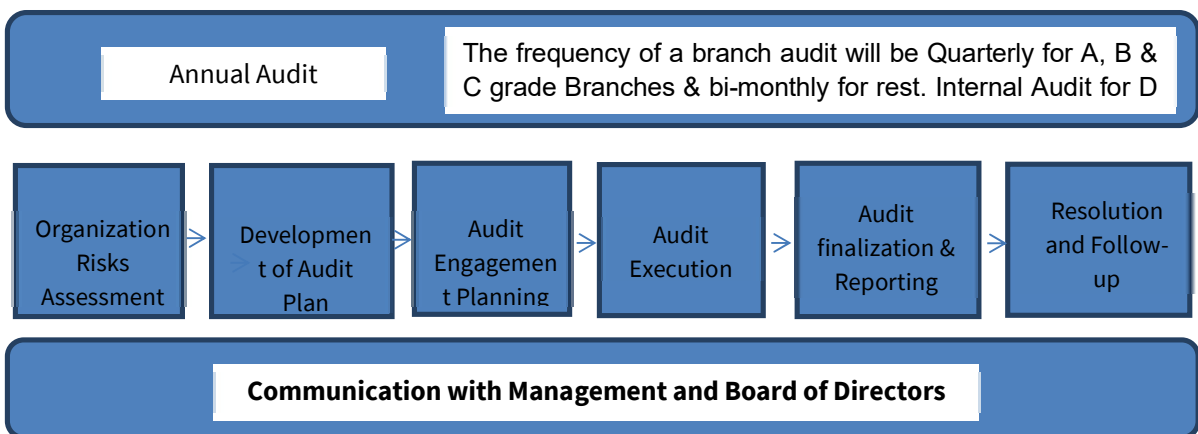 Annual Audit
The frequency of a branch audit will be Quarterly for A, B &
C grade Branches & bi-monthly for rest. Internal Audit for D
Organization
Risks
Assessment
Developmen
t of Audit
Plan
Audit
Engagemen
t Planning
Audit
Execution
Audit
finalization &
Reporting
Resolution
and Follow-
up
Communication with Management and Board of Directors